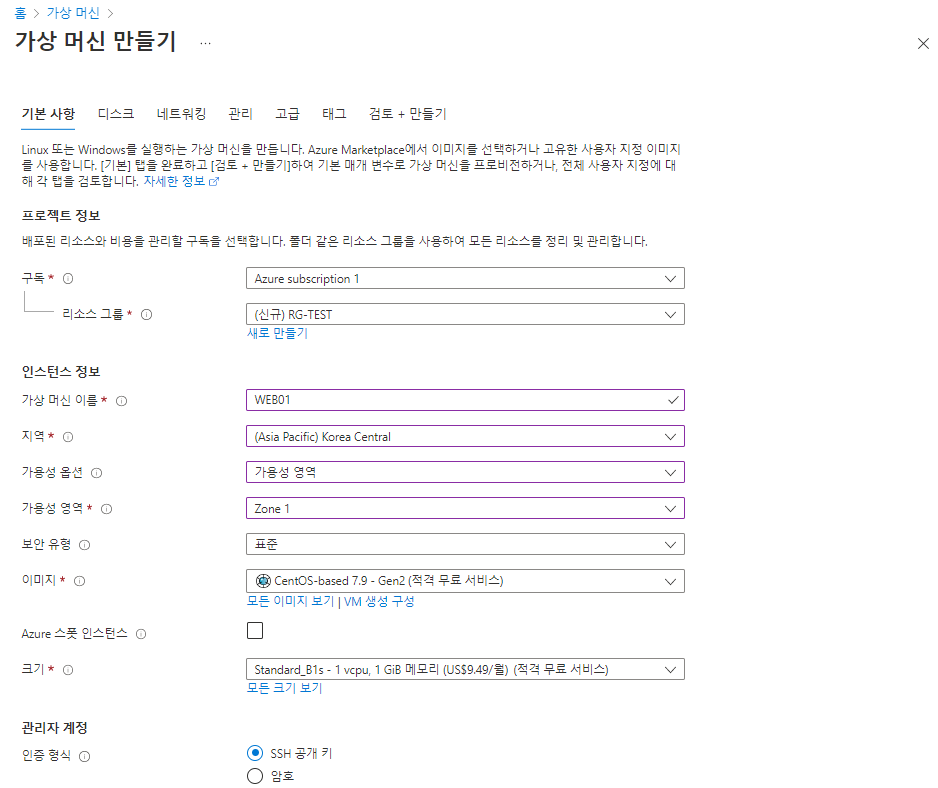 홈 > 가상 머신 >
가상 머신 만들기 ...
기본 사항 디스크 네트워킹 관리 고급 태그 검토 + 만들기
Linux 또는 Windows를 실행하는 가상 머신을 만듭니다. Azure Marketplace에서 이미지를 선택하거나 고유한 사용자 지정 이미지
를 사용합니다. [기본] 탭을 완료하고 [검토 + 만들기]하여 기본 매개 변수로 가상 머신을 프로비전하거나, 전체 사용자 지정에 대
해 각 탭을 검토합니다. 자세한 정보
프로젝트 정보
배포된 리소스와 비용을 관리할 구독을 선택합니다. 폴더 같은 리소스 그룹을 사용하여 모든 리소스를 정리 및 관리합니다.
구독 * Azure subscription 1
리소스 그룹 * (신규) RG-TEST
새로 만들기
인스턴스 정보
가상 머신 이름 * WEB01
지역 * (Asia Pacific) Korea Central
가용성 옵션 가용성 영역
가용성 영역 * Zone 1
보안 유형 표준
이미지 * CentOS-based 7.9 - Gen2 (적격 무료 서비스)
모든 이미지 보기 | VM 생성 구성
Azure 스폿 인스턴스
크기 * Standard_B1s - 1 vcpu, 1 GiB 메모리 (US$9.49/월) (적격 무료 서비스)
모든 크기 보기
관리자 계정
인증 형식 SSH 공개 키
암호